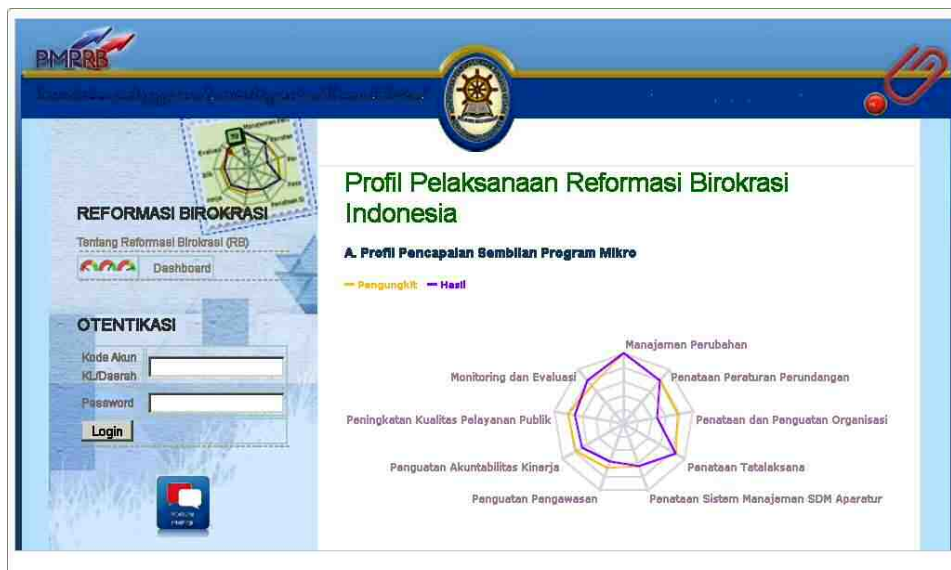 PMPRB
REFORMASI BIROKRASI
Tentang Reformasi Birokrasi (RB)
Dashboard
OTENTIKASI
Kode Akun
KL/Daerah
Password
Login
Profil Pelaksanaan Reformasi Birokrasi
Indonesia
A. Profil Pencapaian Sembilan Program Mikro
Pengungkit Hasil
Manajeman Perubahan
Monitoring dan Evaluasi
Penataan Peraturan Perundangan
Peningkatan Kualitas Pelayanan Publik
Penataan dan Penguatan Organisasi
Penguatan Akuntabilitas Kinerja
Penataan Tatalaksana
Penguatan Pengawasan
Penataan Sistem Manajeman SDM Aparatur